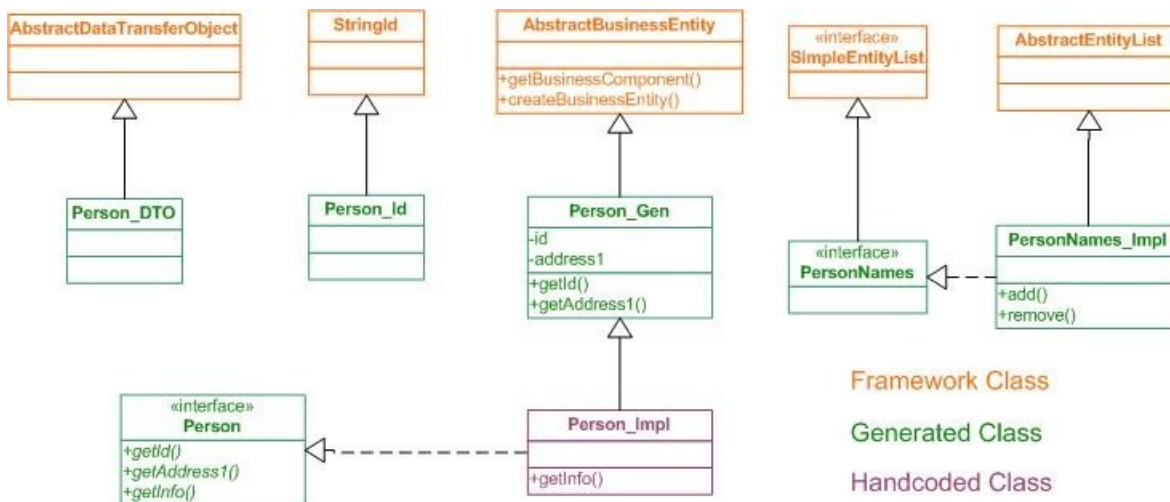 AbstractDataTransferObject
StringId
AbstractBusinessEntity
+getBusinessComponent()
+createBusinessEntity()
«interface»
SimpleEntityList
AbstractEntityList
Person_DTO
Person_Id
Person_Gen
-id
-address1
+getId()
+getAddress1()
«interface»
PersonNames
PersonNames_Impl
+add()
+remove()
«interface»
Person
+getId()
+getAddress1()
+getInfo()
Person_Impl
+getInfo()
Framework Class
Generated Class
Handcoded Class